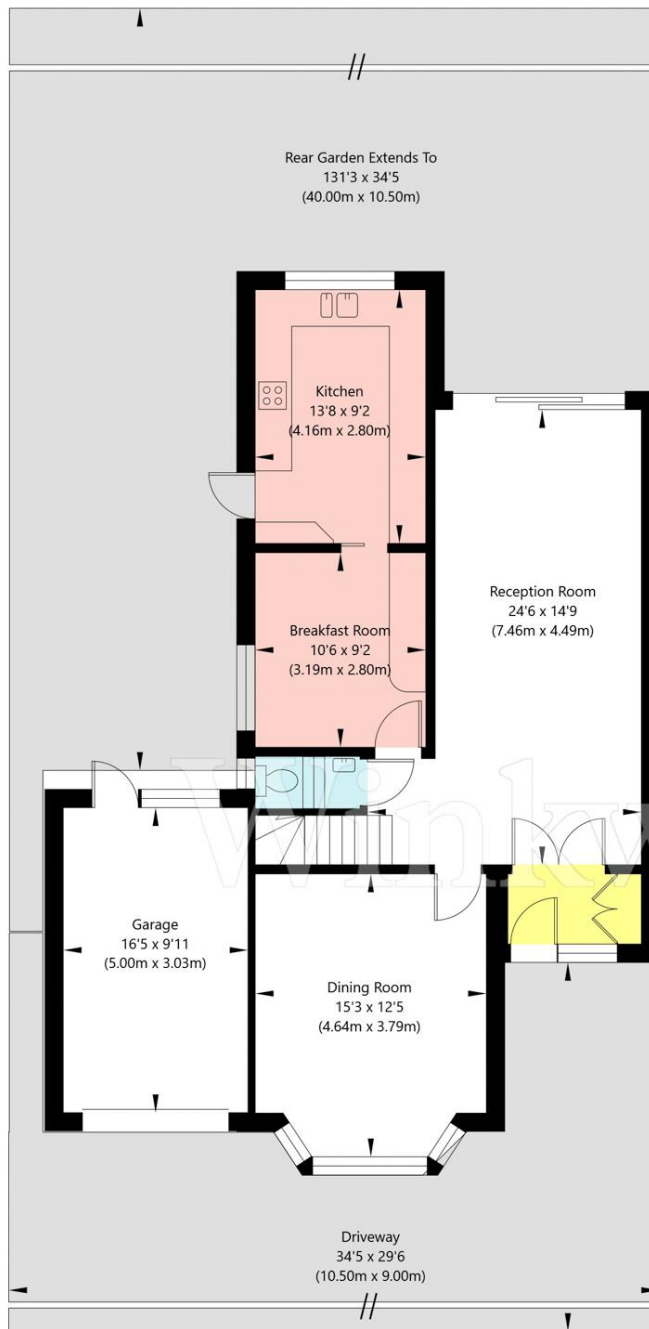 Rear Garden Extends To
131'3 x 34'5
(40.00m x 10.50m)
Kitchen
13'8 x 9'2
(4.16m x 2.80m)
Reception Room
24'6 x 14'9
(7.46m x 4.49m)
Breakfast Room
10'6 x 9'2
(3.19m x 2.80m)
Garage
16'5 x 9'11
(5.00m x 3.03m)
Dining Room
15'3 x 12'5
(4.64m x 3.79m)
Driveway
34'5 x 29'6
(10.50m x 9.00m)